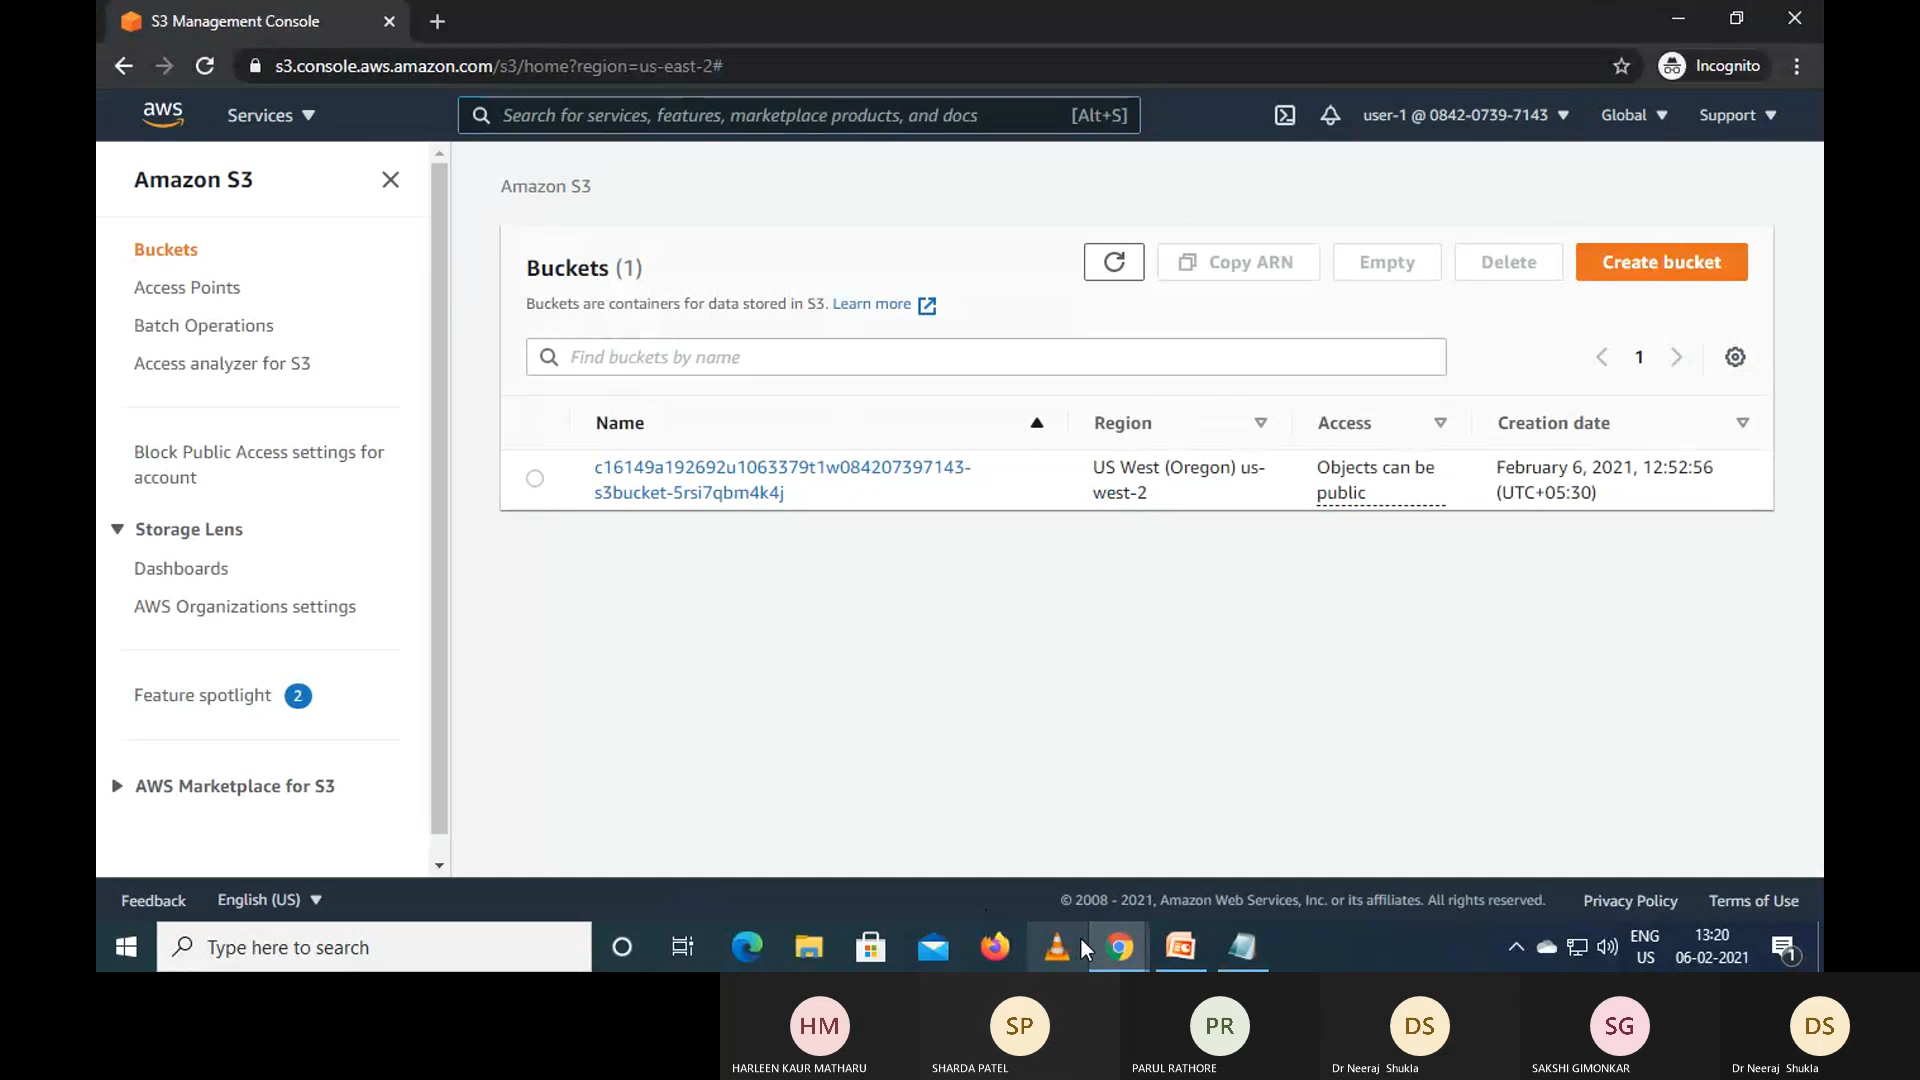 S3 Management Console
s3.console.aws.amazon.com/s3/home?region=us-east-2#
Incognito
aws
Services
Search for services, features, marketplace products, and docs
[Alt+S]
user-1 @ 0842-0739-7143
Global
Support
Amazon S3
Buckets
Access Points
Batch Operations
Access analyzer for S3
Block Public Access settings for
account
Storage Lens
Dashboards
AWS Organizations settings
Feature spotlight 2
AWS Marketplace for S3
Amazon S3
Buckets (1)
Copy ARN
Empty
Delete
Create bucket
Buckets are containers for data stored in S3. Learn more
Find buckets by name
1
Name
Region
Access
Creation date
c16149a192692u1063379t1w084207397143-
s3bucket-5rsi7qbm4k4j
US West (Oregon) us-
west-2
Objects can be
public
February 6, 2021, 12:52:56
(UTC+05:30)
Feedback
English (US)
© 2008 - 2021, Amazon Web Services, Inc. or its affiliates. All rights reserved.
Privacy Policy
Terms of Use
Type here to search
ENG
US
13:20
06-02-2021
1
HM
HARLEEN KAUR MATHARU
SP
SHARDA PATEL
PR
PARUL RATHORE
DS
Dr Neeraj Shukla
SG
SAKSHI GIMONKAR
DS
Dr Neeraj Shukla